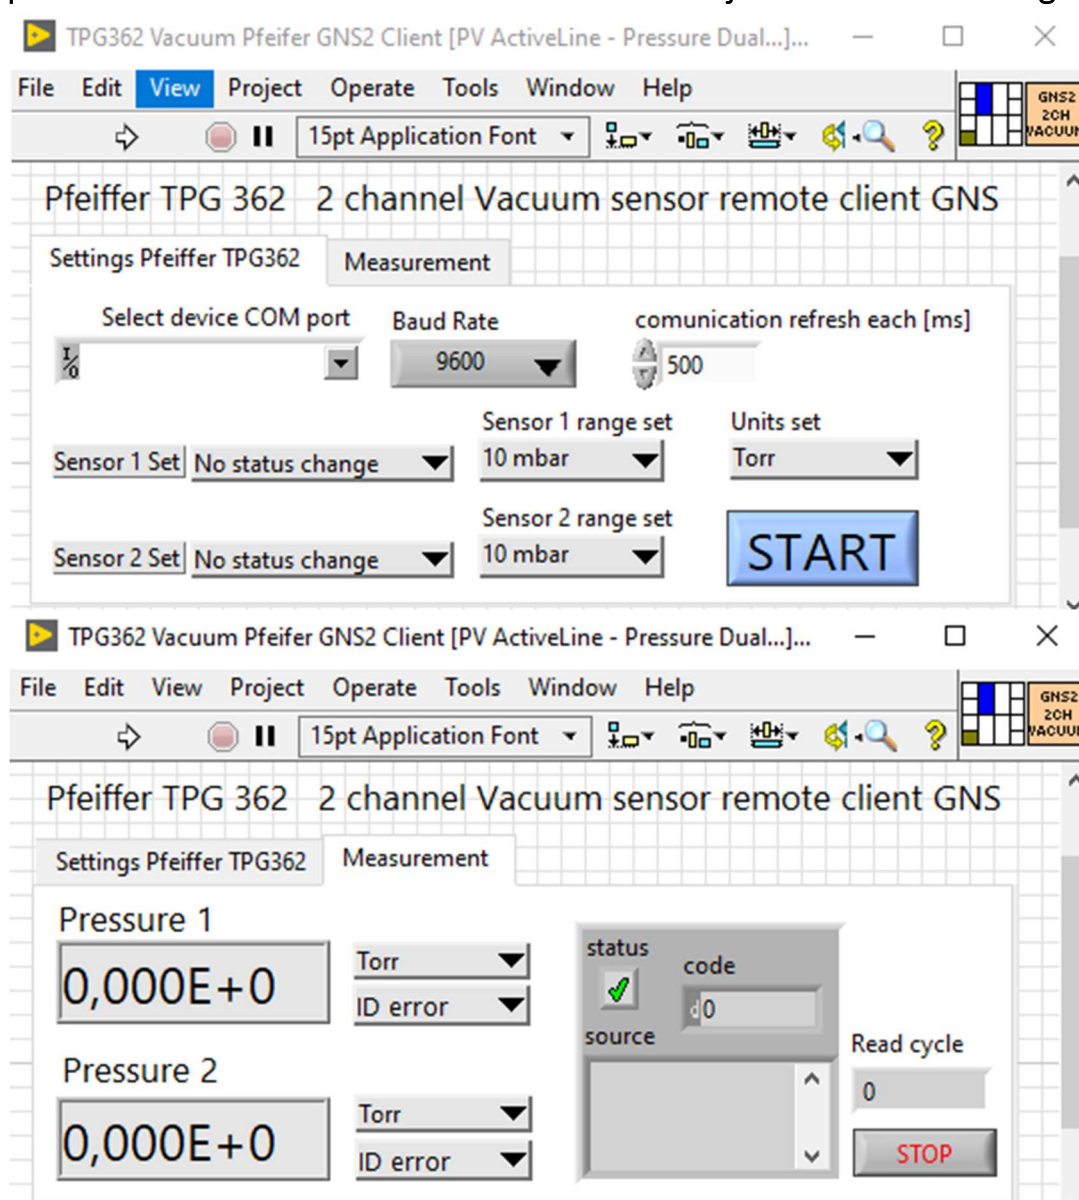 TPG362 Vacuum Pfeifer GNS2 Client [PV ActiveLine - Pressure Dual...]...
File Edit View Project Operate Tools Window Help
GNS2
2CH
VACUUM
15pt Application Font
Pfeiffer TPG 362 2 channel Vacuum sensor remote client GNS
Settings Pfeiffer TPG362 Measurement
Select device COM port Baud Rate comunication refresh each [ms]
I/O 9600 500
Sensor 1 range set Units set
Sensor 1 Set No status change 10 mbar Torr
Sensor 2 range set
Sensor 2 Set No status change 10 mbar START
TPG362 Vacuum Pfeifer GNS2 Client [PV ActiveLine - Pressure Dual...]...
File Edit View Project Operate Tools Window Help
GNS2
2CH
VACUUM
15pt Application Font
Pfeiffer TPG 362 2 channel Vacuum sensor remote client GNS
Settings Pfeiffer TPG362 Measurement
Pressure 1
0,000E+0
Torr
ID error
status code
d 0
source
Read cycle
0
STOP
Pressure 2
0,000E+0
Torr
ID error